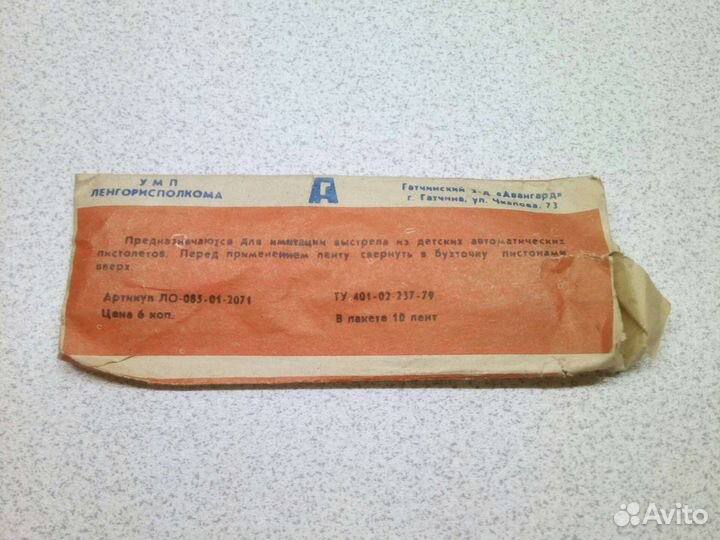 УМП
ЛЕНГОРИСПОЛКОМА
Гатчинский з-д «Авангард»
г. Гатчина, ул. Чкалова, 73
Предназначаются для имитации выстрела из детских автоматических
пистолетов. Перед применением ленту свернуть в бухточку пистонами
вверх
Артикул ЛО-085-01-2071
ТУ 401-02-237-79
Цена 6 коп.
В пакете 10 лент
Avito